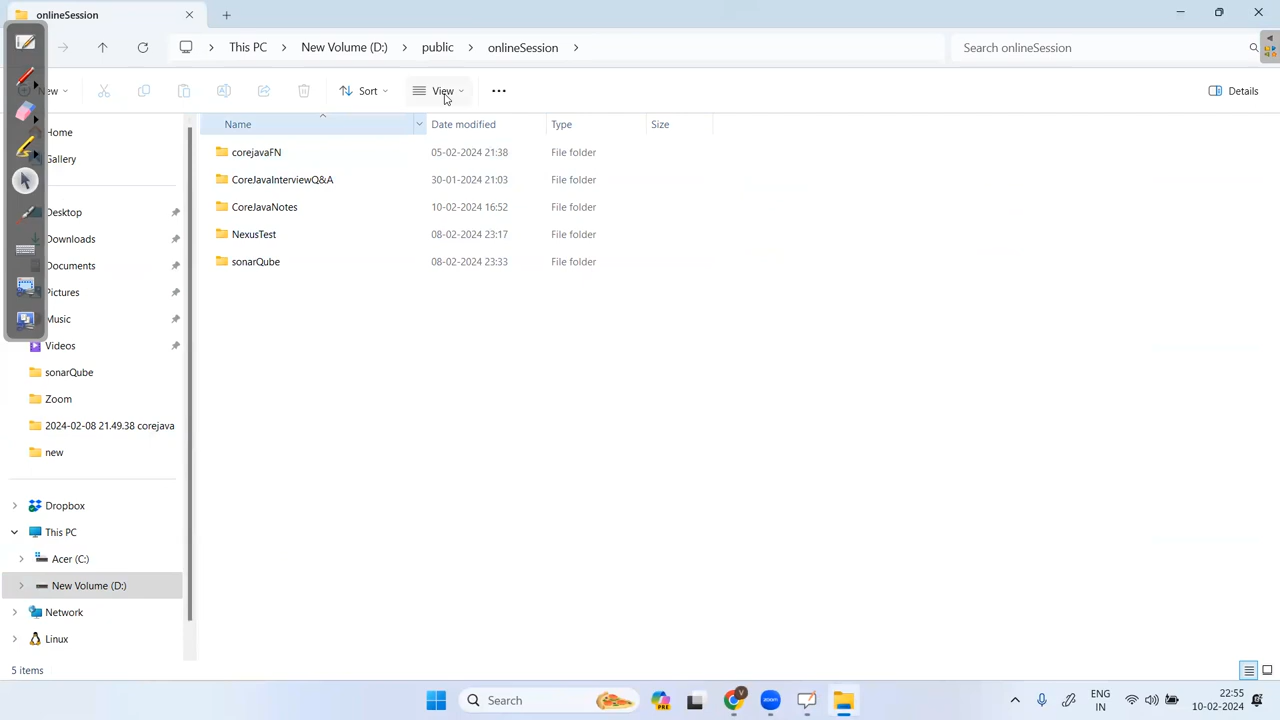 onlineSession
This PC
New Volume (D:)
public
onlineSession
Search onlineSession
Sort
View
Details
Name
Date modified
Type
Size
corejavaFN
05-02-2024 21:38
File folder
CoreJavaInterviewQ&A
30-01-2024 21:03
File folder
CoreJavaNotes
10-02-2024 16:52
File folder
NexusTest
08-02-2024 23:17
File folder
sonarQube
08-02-2024 23:33
File folder
Home
Gallery
Desktop
Downloads
Documents
Pictures
Music
Videos
sonarQube
Zoom
2024-02-08 21.49.38 corejava
new
Dropbox
This PC
Acer (C:)
New Volume (D:)
Network
Linux
5 items
Search
PRE
V
zoom
ENG
IN
22:55
10-02-2024